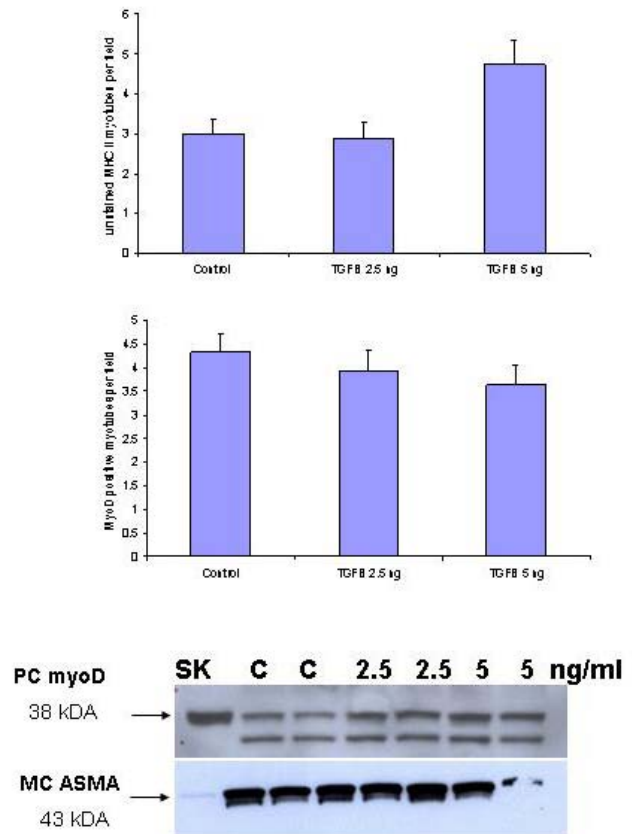 6
5
4
3
2
1
0
unstained MHC II myotubes per field
Control
TGFB 2.5 ng
TGFB 5 ng
5
4.5
4
3.5
3
2.5
2
1.5
1
0.5
0
MyoD positive myotubes per field
Control
TGFB 2.5 ng
TGFB 5 ng
SK C C 2.5 2.5 5 5 ng/ml
PC myoD
38 kDA
MC ASMA
43 kDA